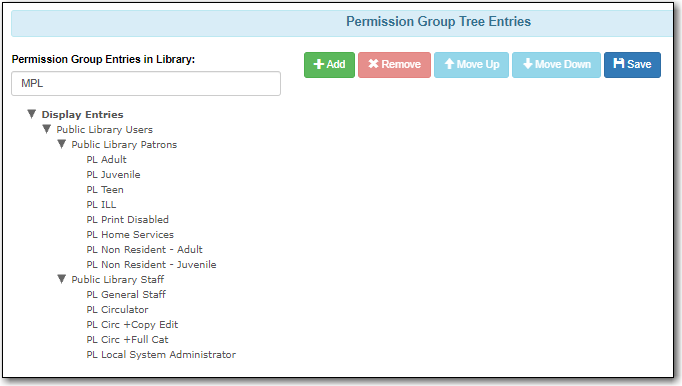 Permission Group Tree Entries
Permission Group Entries in Library:
Add Remove Move Up Move Down Save
MPL
Display Entries
Public Library Users
Public Library Patrons
PL Adult
PL Juvenile
PL Teen
PL ILL
PL Print Disabled
PL Home Services
PL Non Resident - Adult
PL Non Resident - Juvenile
Public Library Staff
PL General Staff
PL Circulator
PL Circ +Copy Edit
PL Circ +Full Cat
PL Local System Administrator